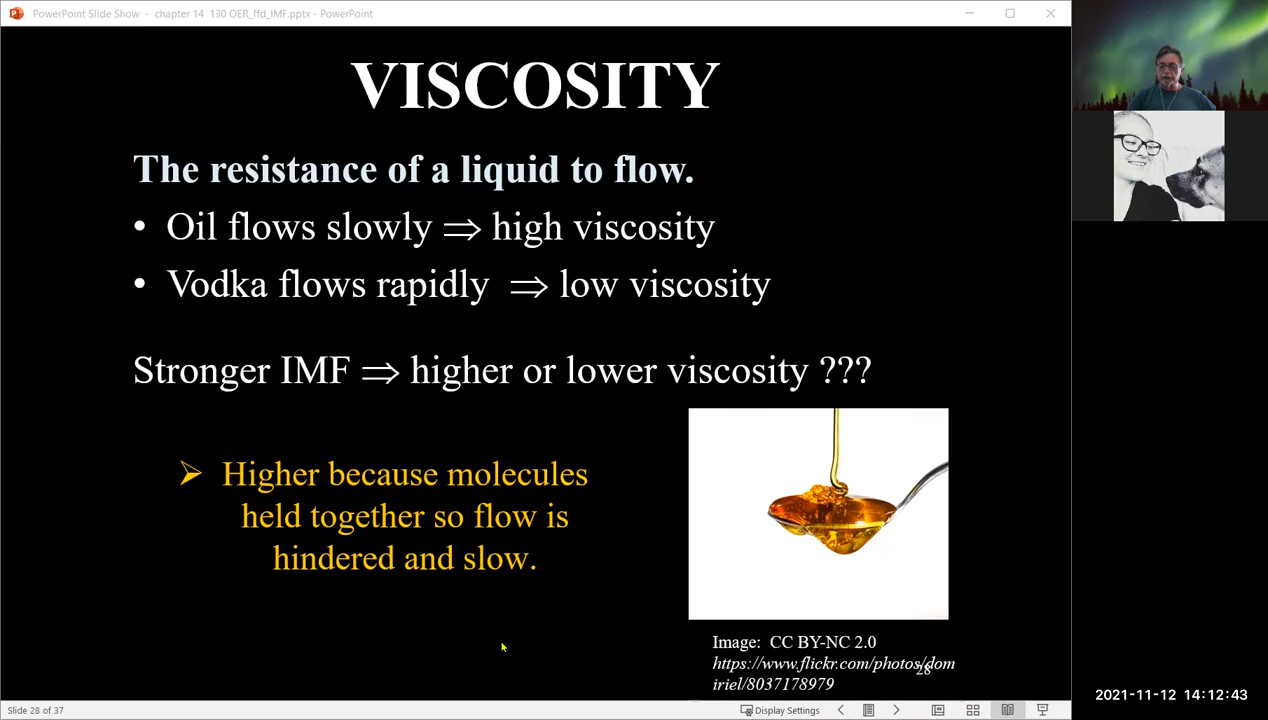 PowerPoint Slide Show - chapter 14 130 OER_ffd_IMF.pptx - PowerPoint
VISCOSITY
The resistance of a liquid to flow.
• Oil flows slowly ⇒ high viscosity
• Vodka flows rapidly ⇒ low viscosity
Stronger IMF ⇒ higher or lower viscosity ???
➢ Higher because molecules
held together so flow is
hindered and slow.
Image: CC BY-NC 2.0
https://www.flickr.com/photos/dom
iriel/8037178979
28
2021-11-12 14:12:43
Slide 28 of 37
Display Settings